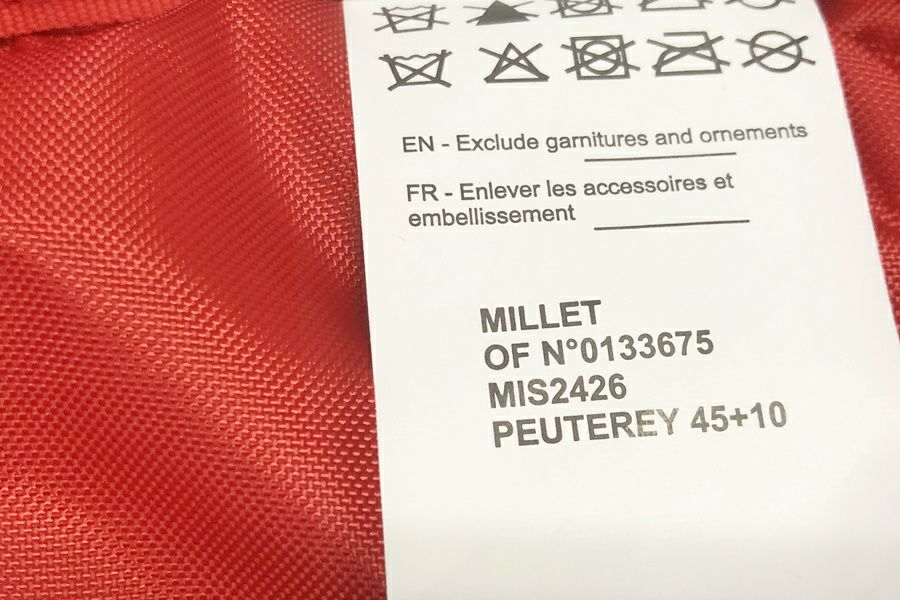 EN - Exclude garnitures and ornements
FR - Enlever les accessoires et
embellissement
MILLET
OF N°0133675
MIS2426
PEUTEREY 45+10